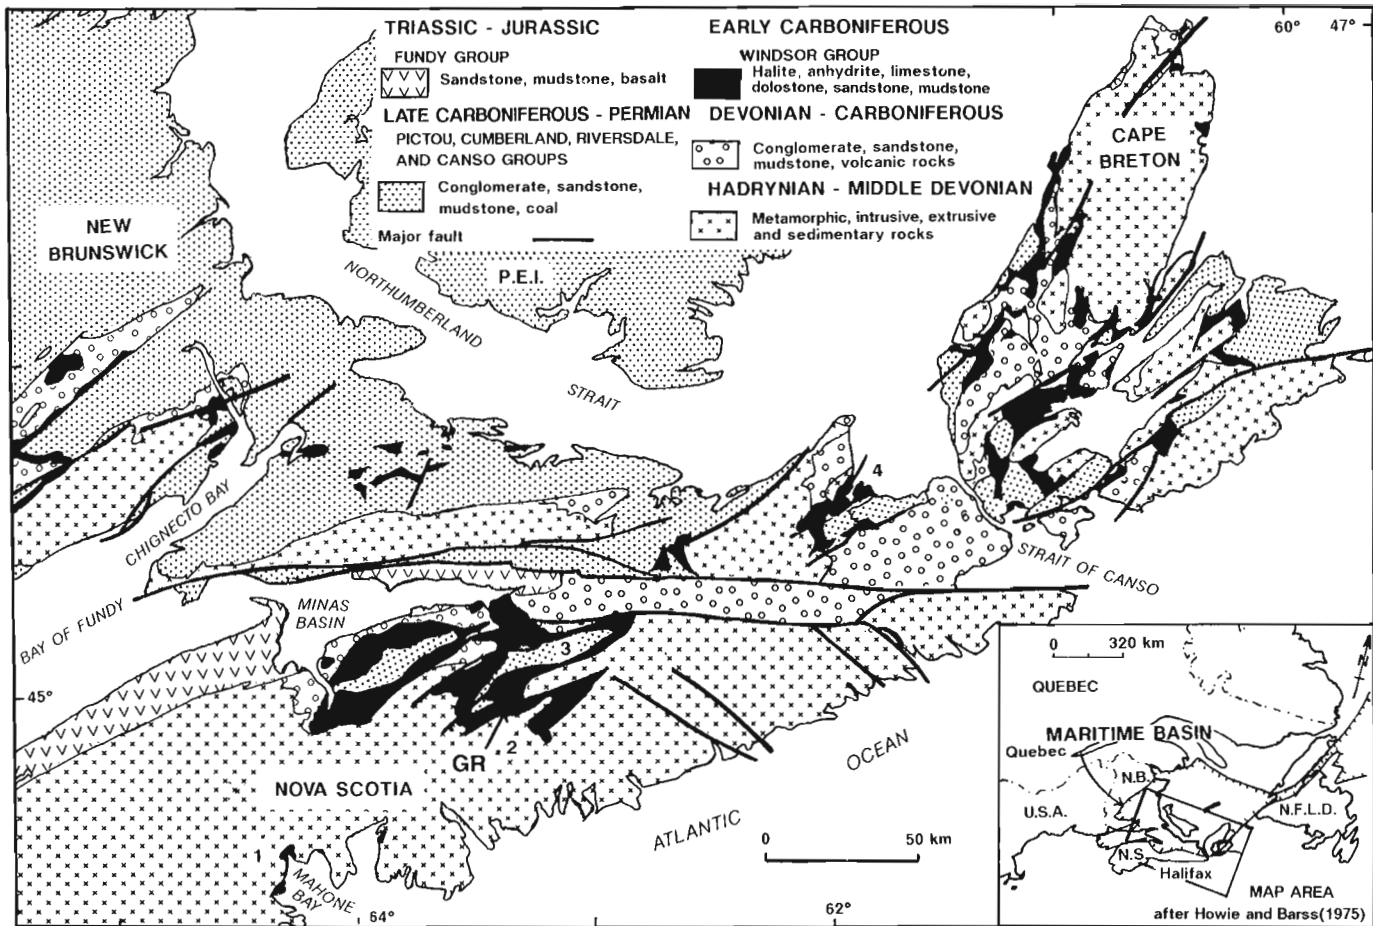 TRIASSIC - JURASSIC
FUNDY GROUP
Sandstone, mudstone, basalt
LATE CARBONIFEROUS - PERMIAN
PICTOU, CUMBERLAND, RIVERSDALE,
AND CANSO GROUPS
Conglomerate, sandstone,
mudstone, coal
Major fault
EARLY CARBONIFEROUS
WINDSOR GROUP
Halite, anhydrite, limestone,
dolostone, sandstone, mudstone
DEVONIAN - CARBONIFEROUS
Conglomerate, sandstone,
mudstone, volcanic rocks
HADRYNIAN - MIDDLE DEVONIAN
Metamorphic, intrusive, extrusive
and sedimentary rocks
60° 47°
CAPE
BRETON
NEW
BRUNSWICK
P.E.I.
NORTHUMBERLAND
STRAIT
4
CHIGNECTO BAY
STRAIT OF CANSO
BAY OF FUNDY
MINAS
BASIN
3
45°
2
GR
NOVA SCOTIA
OCEAN
ATLANTIC
0 50 km
1
MAHONE
BAY
64°
62°
320 km
0
QUEBEC
N
MARITIME BASIN
Quebec
N.B.
U.S.A.
N.F.L.D.
N.S.
Halifax
MAP AREA
after Howie and Barss(1975)